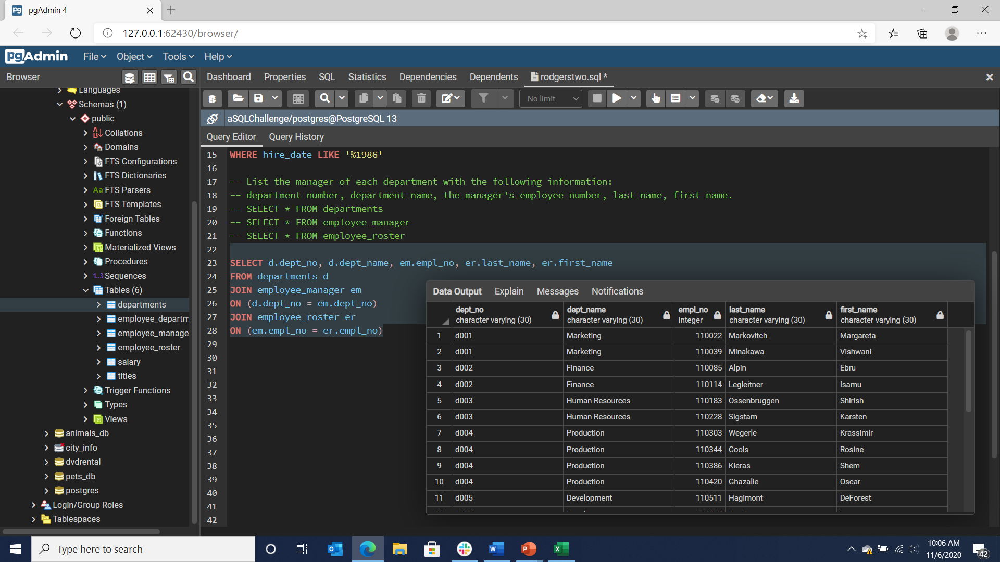 pgAdmin 4
127.0.0.1:62430/browser/
pgAdmin File Object Tools Help
Browser
Dashboard Properties SQL Statistics Dependencies Dependents rodgerstwo.sql *
No limit
aSQLChallenge/postgres@PostgreSQL 13
Query Editor Query History
Languages
Schemas (1)
public
Collations
Domains
FTS Configurations
FTS Dictionaries
FTS Parsers
FTS Templates
Foreign Tables
Functions
Materialized Views
Procedures
1..3 Sequences
Tables (6)
departments
employee_departm
employee_manage
employee_roster
salary
titles
Trigger Functions
Types
Views
animals_db
city_info
dvdrental
pets_db
postgres
Login/Group Roles
Tablespaces
15 WHERE hire_date LIKE '%1986'
16
17 -- List the manager of each department with the following information:
18 -- department number, department name, the manager's employee number, last name, first name.
19 -- SELECT * FROM departments
20 -- SELECT * FROM employee_manager
21 -- SELECT * FROM employee_roster
22
23 SELECT d.dept_no, d.dept_name, em.empl_no, er.last_name, er.first_name
24 FROM departments d
25 JOIN employee_manager em
26 ON (d.dept_no = em.dept_no)
27 JOIN employee_roster er
28 ON (em.empl_no = er.empl_no)
29
30
31
32
33
34
35
36
37
38
39
40
41
42
Data Output Explain Messages Notifications
dept_no dept_name empl_no last_name first_name
character varying (30) character varying (30) integer character varying (30) character varying (30)
1 d001 Marketing 110022 Markovitch Margareta
2 d001 Marketing 110039 Minakawa Vishwani
3 d002 Finance 110085 Alpin Ebru
4 d002 Finance 110114 Legleitner Isamu
5 d003 Human Resources 110183 Ossenbruggen Shirish
6 d003 Human Resources 110228 Sigstam Karsten
7 d004 Production 110303 Wegerle Krassimir
8 d004 Production 110344 Cools Rosine
9 d004 Production 110386 Kieras Shem
10 d004 Production 110420 Ghazalie Oscar
11 d005 Development 110511 Hagimont DeForest
Type here to search
10:06 AM
11/6/2020
42